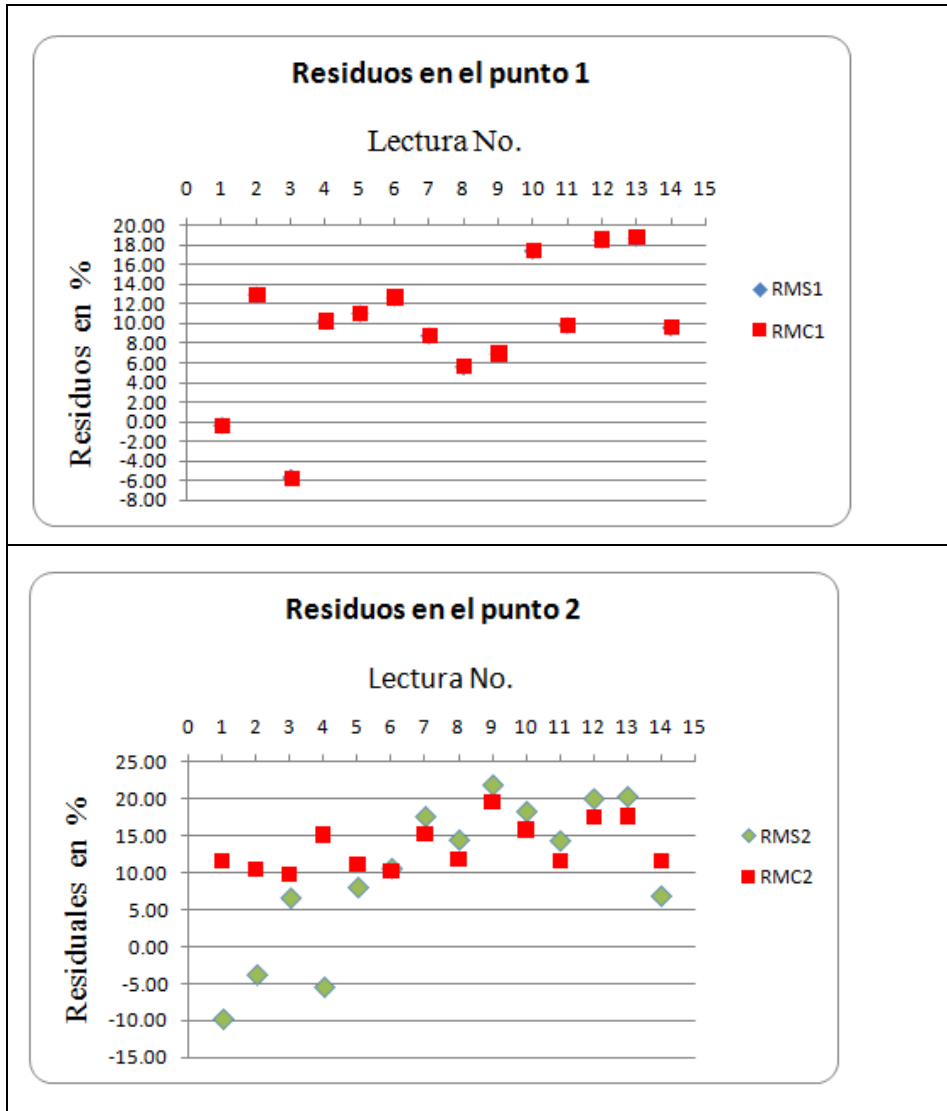 Residuos en el punto 1
Lectura No.
0 1 2 3 4 5 6 7 8 9 10 11 12 13 14 15
20.00
18.00
16.00
14.00
12.00
10.00
8.00
6.00
4.00
2.00
0.00
-2.00
-4.00
-6.00
-8.00
Residuos en %
RMS1
RMC1
Residuos en el punto 2
Lectura No.
0 1 2 3 4 5 6 7 8 9 10 11 12 13 14 15
25.00
20.00
15.00
10.00
5.00
0.00
-5.00
-10.00
-15.00
Residuales en %
RMS2
RMC2